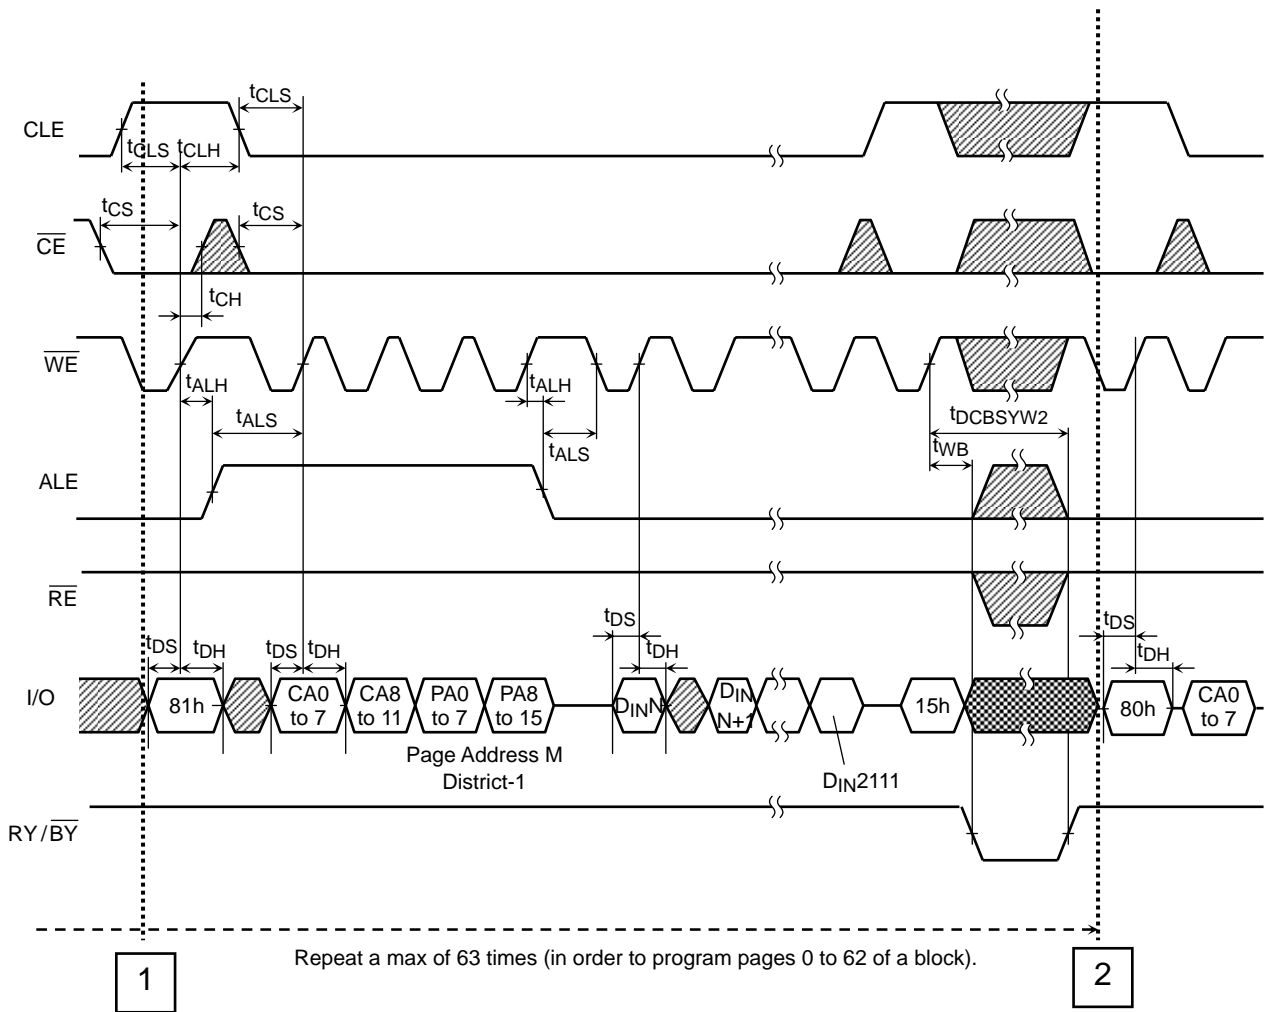 tCLS
CLE
tCLS tCLH
tCS tCS
CE
tCH
WE
tALH tALH
tALS tALS
tDCBSYW2
tWB
ALE
RE
tDS tDH tDS tDH tDS tDH tDS tDH
I/O
81h
CA0 to 7
CA8 to 11
PA0 to 7
PA8 to 15
DINN
DIN N+1
15h
80h
CA0 to 7
Page Address M
District-1
DIN2111
RY/BY
Repeat a max of 63 times (in order to program pages 0 to 62 of a block).
1
2